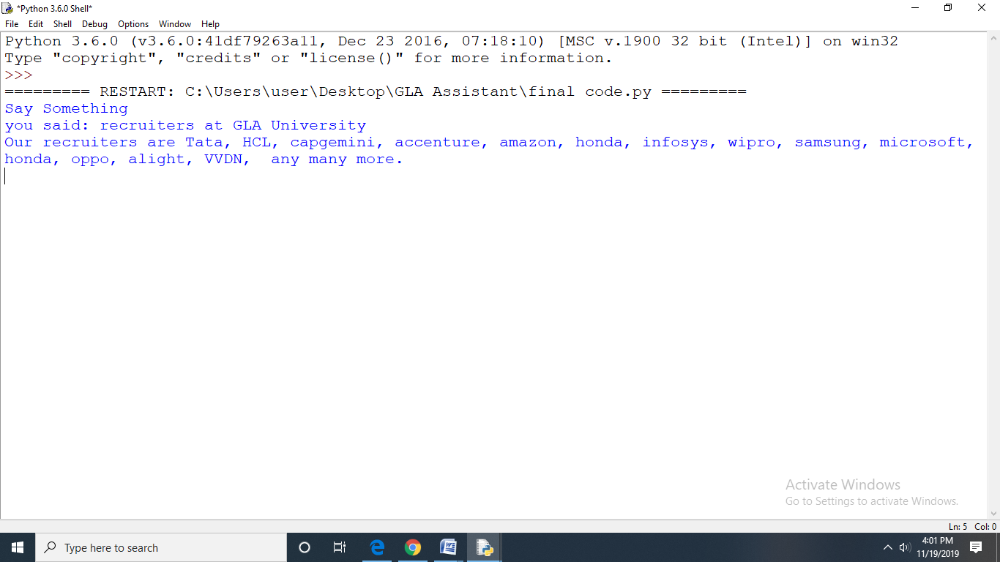 *Python 3.6.0 Shell*
File Edit Shell Debug Options Window Help
Python 3.6.0 (v3.6.0:41df79263a11, Dec 23 2016, 07:18:10) [MSC v.1900 32 bit (Intel)] on win32
Type "copyright", "credits" or "license()" for more information.
>>>
========= RESTART: C:\Users\user\Desktop\GLA Assistant\final code.py =========
Say Something
you said: recruiters at GLA University
Our recruiters are Tata, HCL, capgemini, accenture, amazon, honda, infosys, wipro, samsung, microsoft,
honda, oppo, alight, VVDN,  any many more.
Activate Windows
Go to Settings to activate Windows.
Ln: 5 Col: 0
Type here to search
4:01 PM
11/19/2019